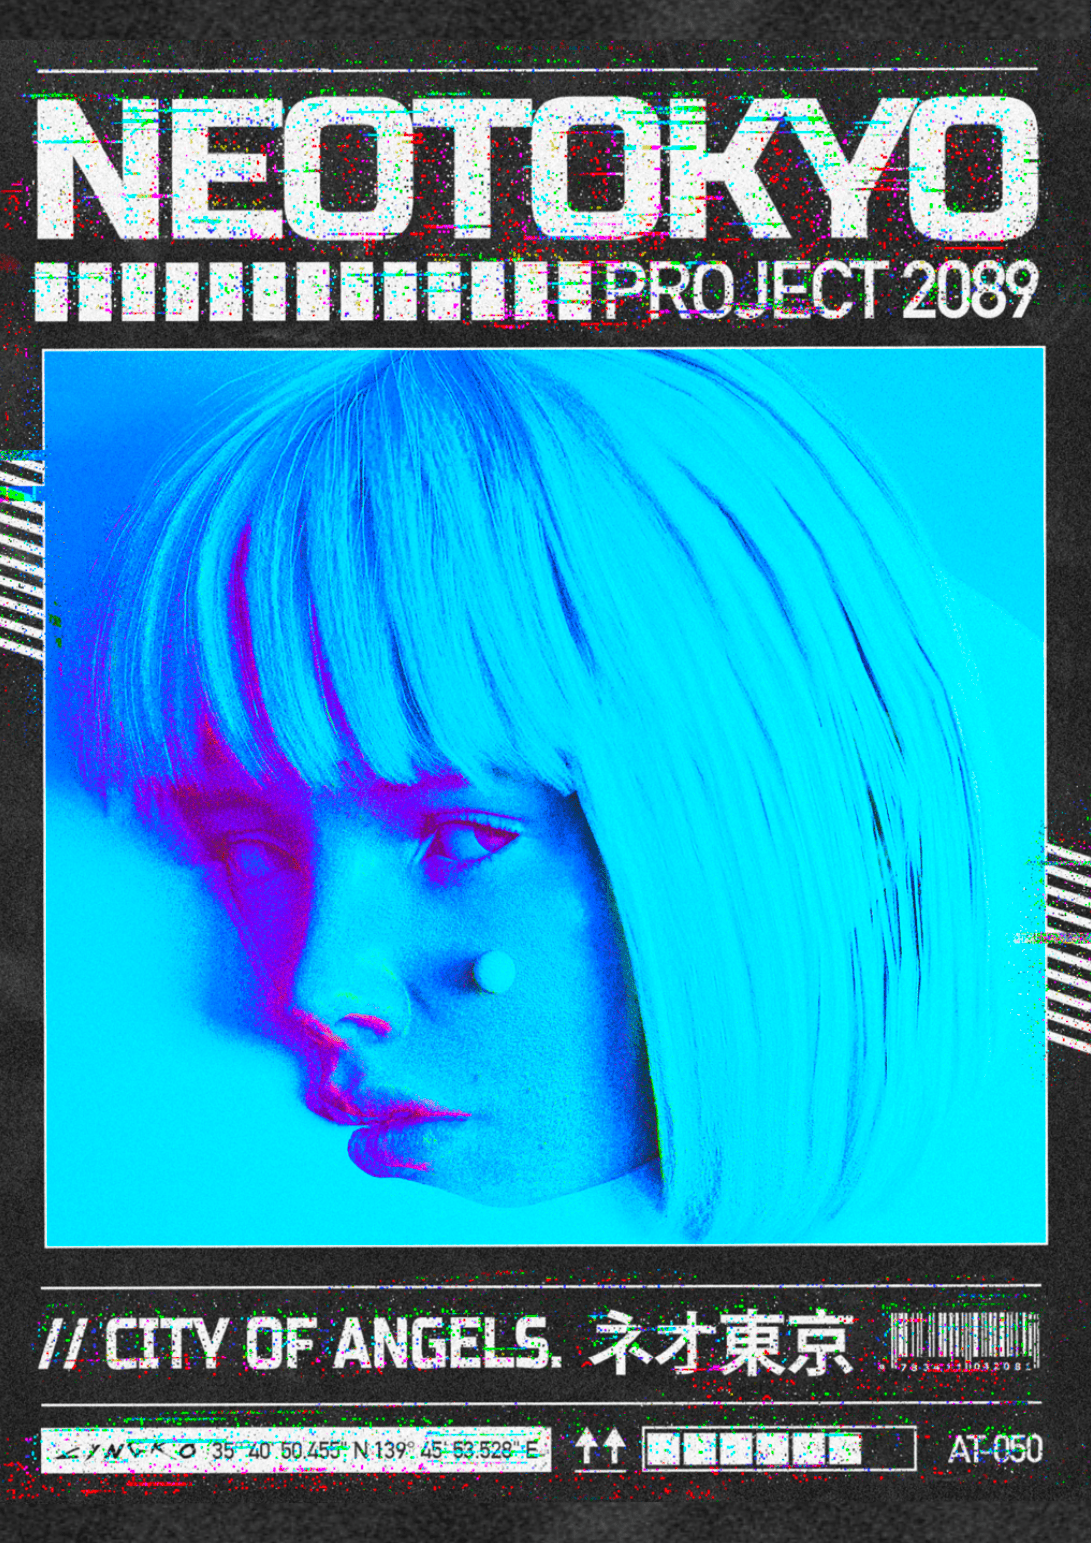 NEOTOKYO
PROJECT 2089
// CITY OF ANGELS. ネオ東京
35° 40' 50.455" N 139° 45' 53.528" E
AT-050